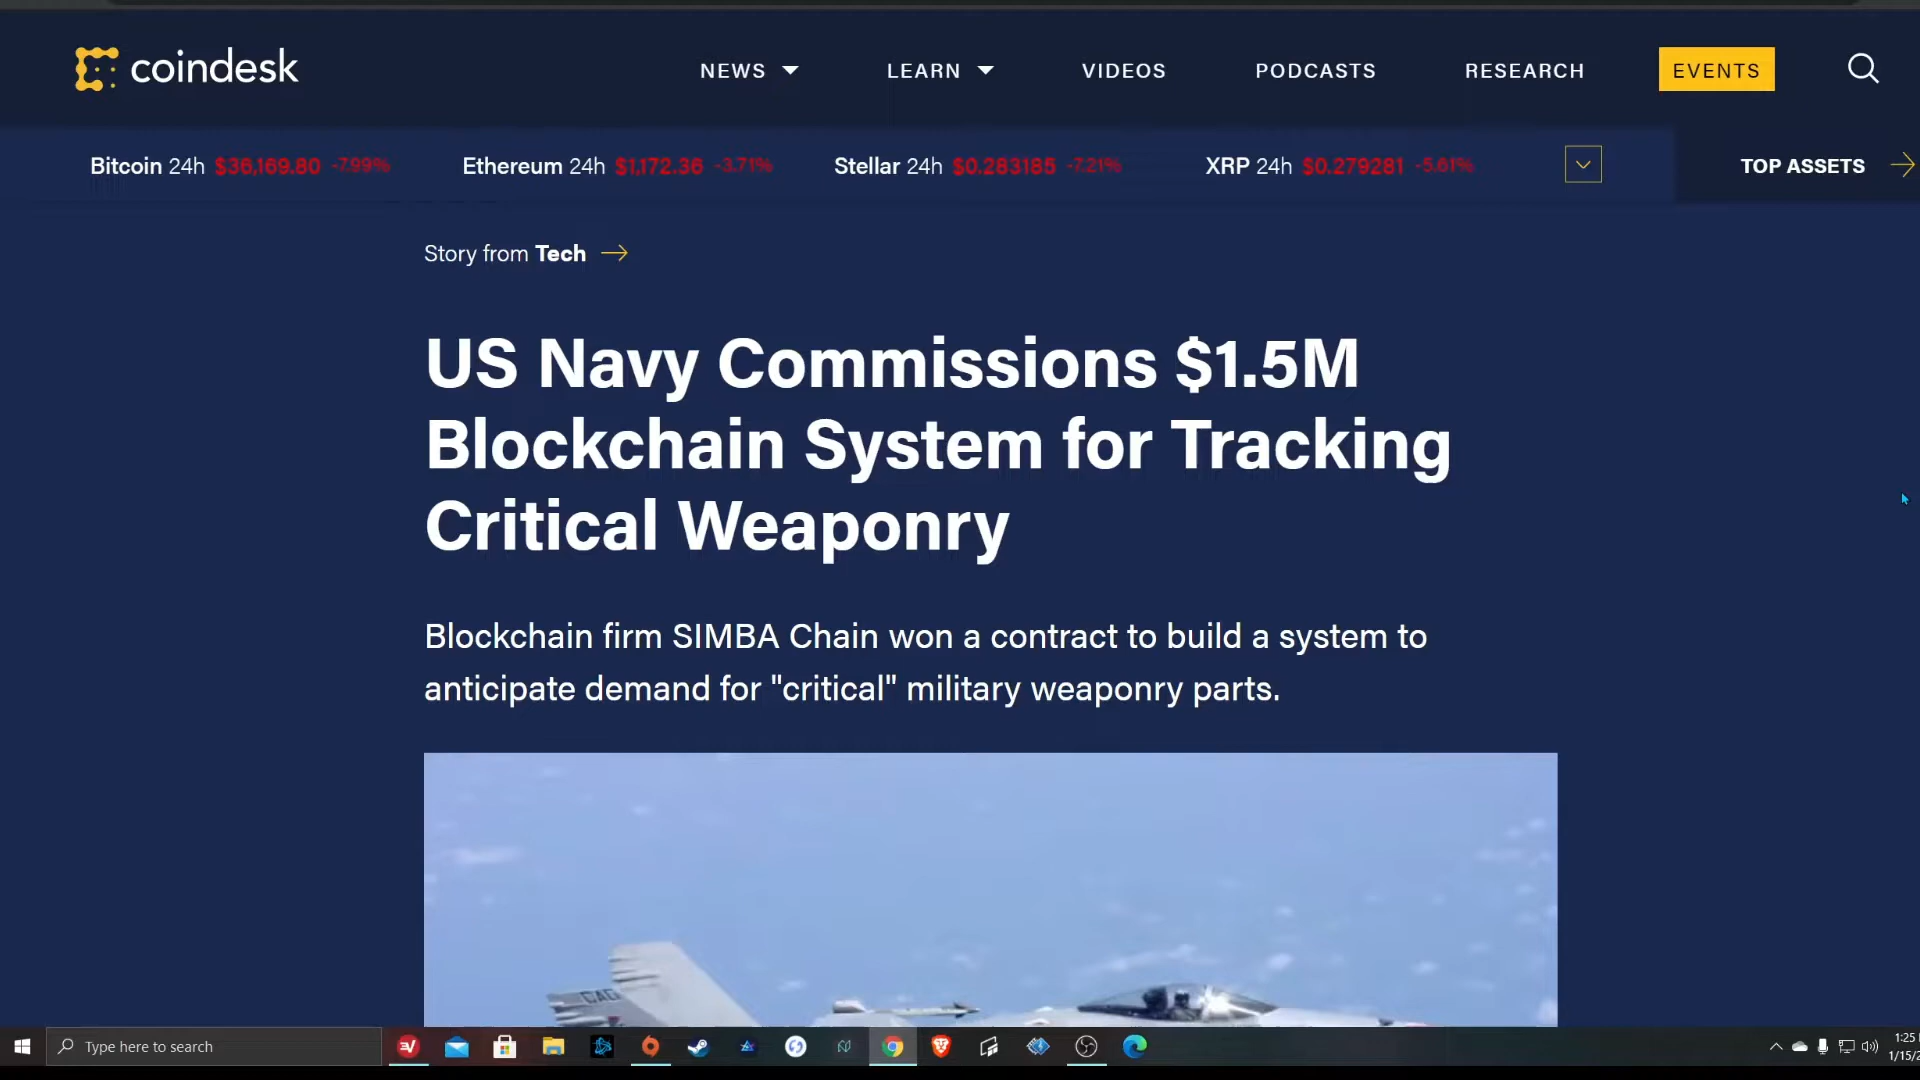 coindesk
NEWS
LEARN
VIDEOS
PODCASTS
RESEARCH
EVENTS
Bitcoin 24h $36,169.80 -7.99%
Ethereum 24h $1,172.36 -3.71%
Stellar 24h $0.283185 -7.21%
XRP 24h $0.279281 -5.61%
TOP ASSETS
Story from Tech
US Navy Commissions $1.5M
Blockchain System for Tracking
Critical Weaponry
Blockchain firm SIMBA Chain won a contract to build a system to
anticipate demand for "critical" military weaponry parts.
CAG
Type here to search
1:25
1/15/2